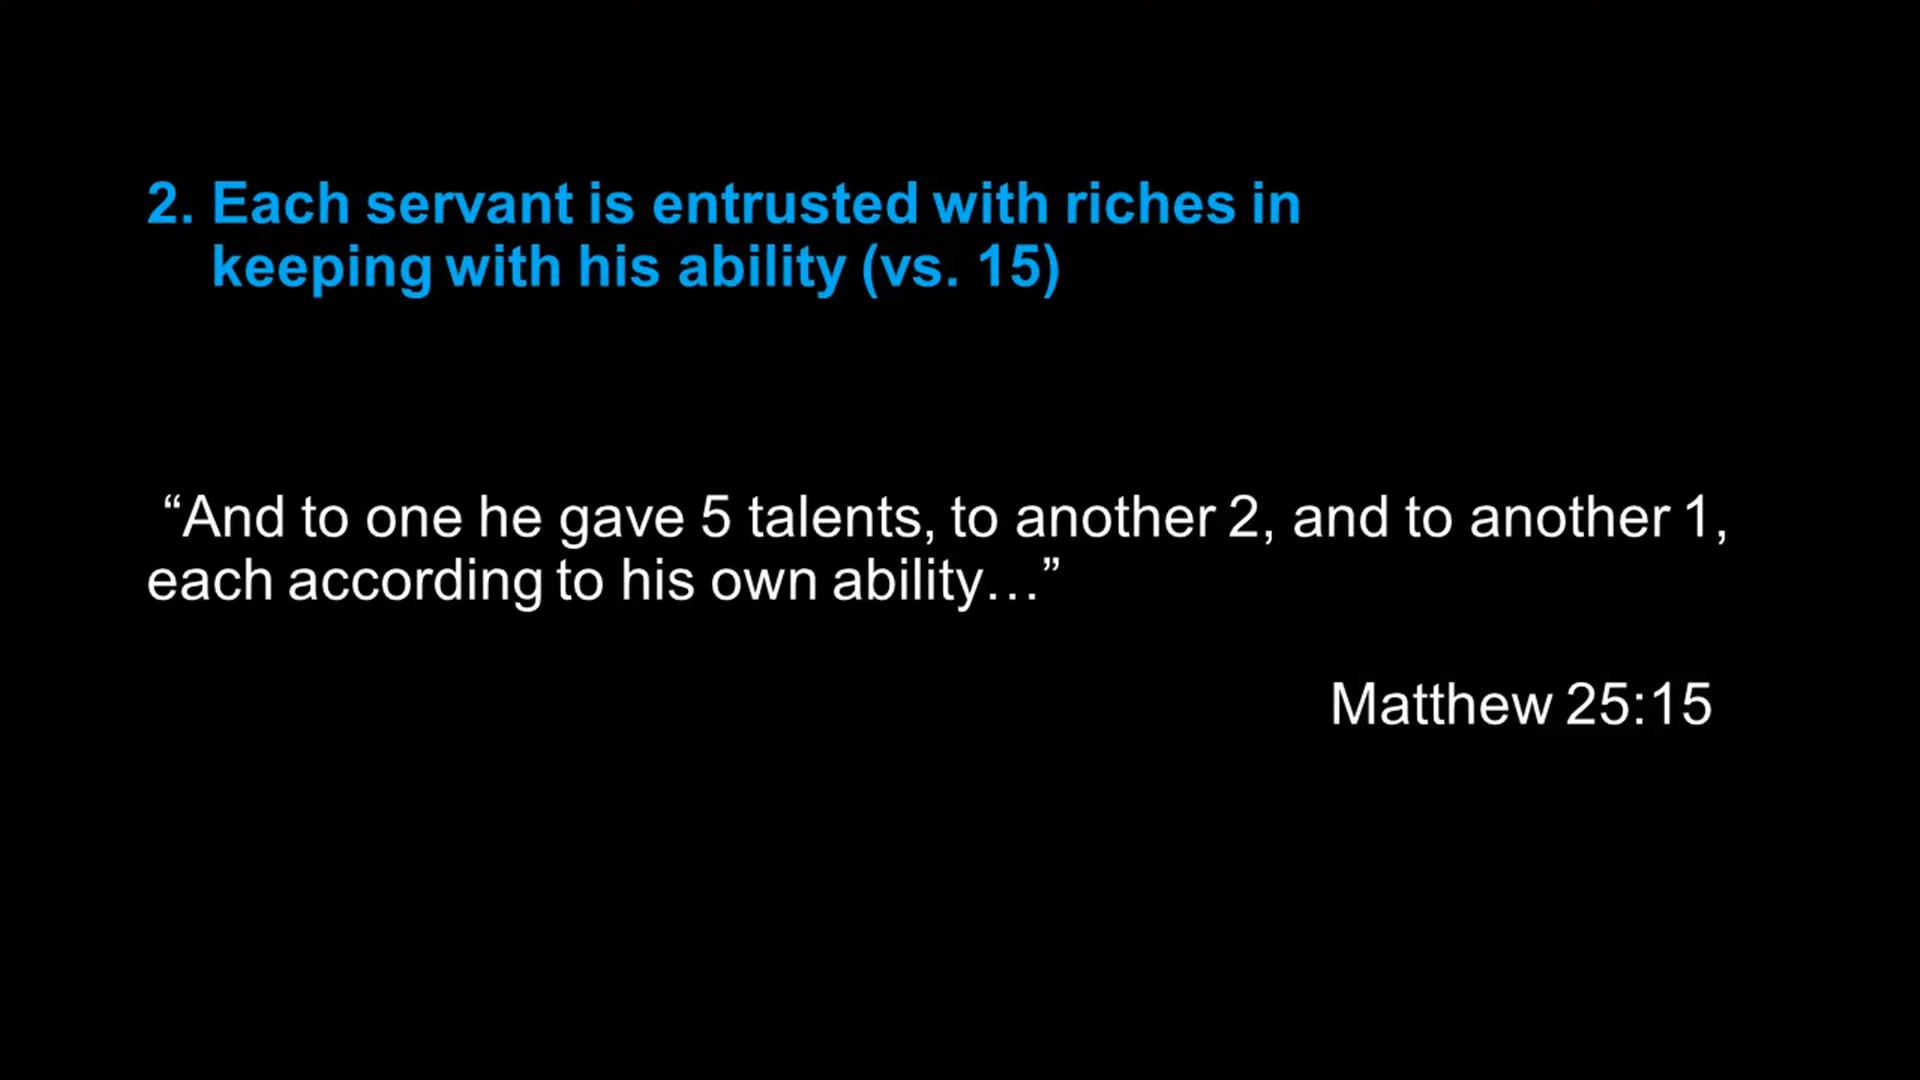 2. Each servant is entrusted with riches in
keeping with his ability (vs. 15)
“And to one he gave 5 talents, to another 2, and to another 1,
each according to his own ability…”
Matthew 25:15